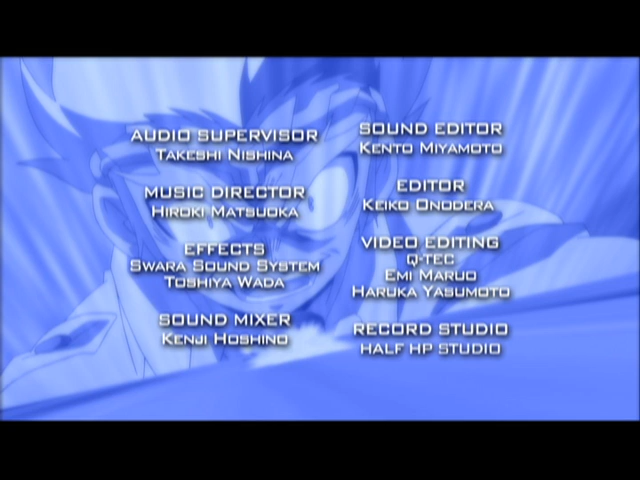 AUDIO SUPERVISOR
TAKESHI NISHINA
MUSIC DIRECTOR
HIROKI MATSUOKA
EFFECTS
SWARA SOUND SYSTEM
TOSHIYA WADA
SOUND MIXER
KENJI HOSHINO
SOUND EDITOR
KENTO MIYAMOTO
EDITOR
KEIKO ONODERA
VIDEO EDITING
Q-TEC
EMI MARUO
HARUKA YASUMOTO
RECORD STUDIO
HALF HP STUDIO